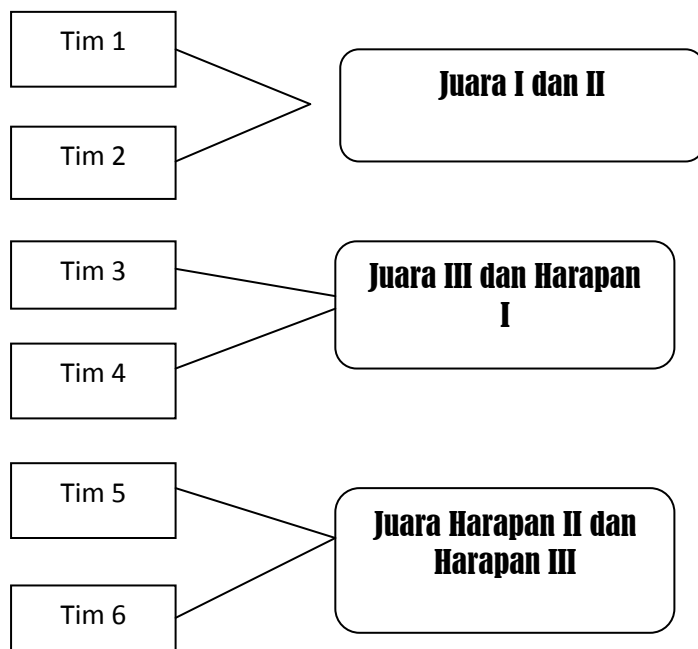 Tim 1
Juara I dan II
Tim 2
Tim 3
Juara III dan Harapan
I
Tim 4
Tim 5
Juara Harapan II dan
Harapan III
Tim 6